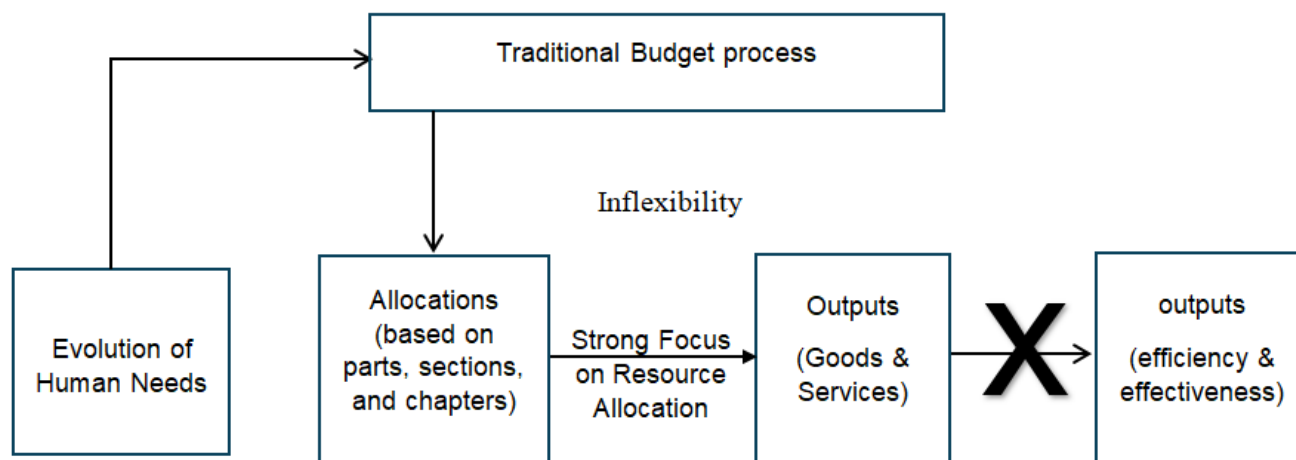 Traditional Budget process
Inflexibility
Evolution of
Human Needs
Allocations
(based on
parts, sections,
and chapters)
Strong Focus
on Resource
Allocation
Outputs
(Goods &
Services)
X
outputs
(efficiency &
effectiveness)